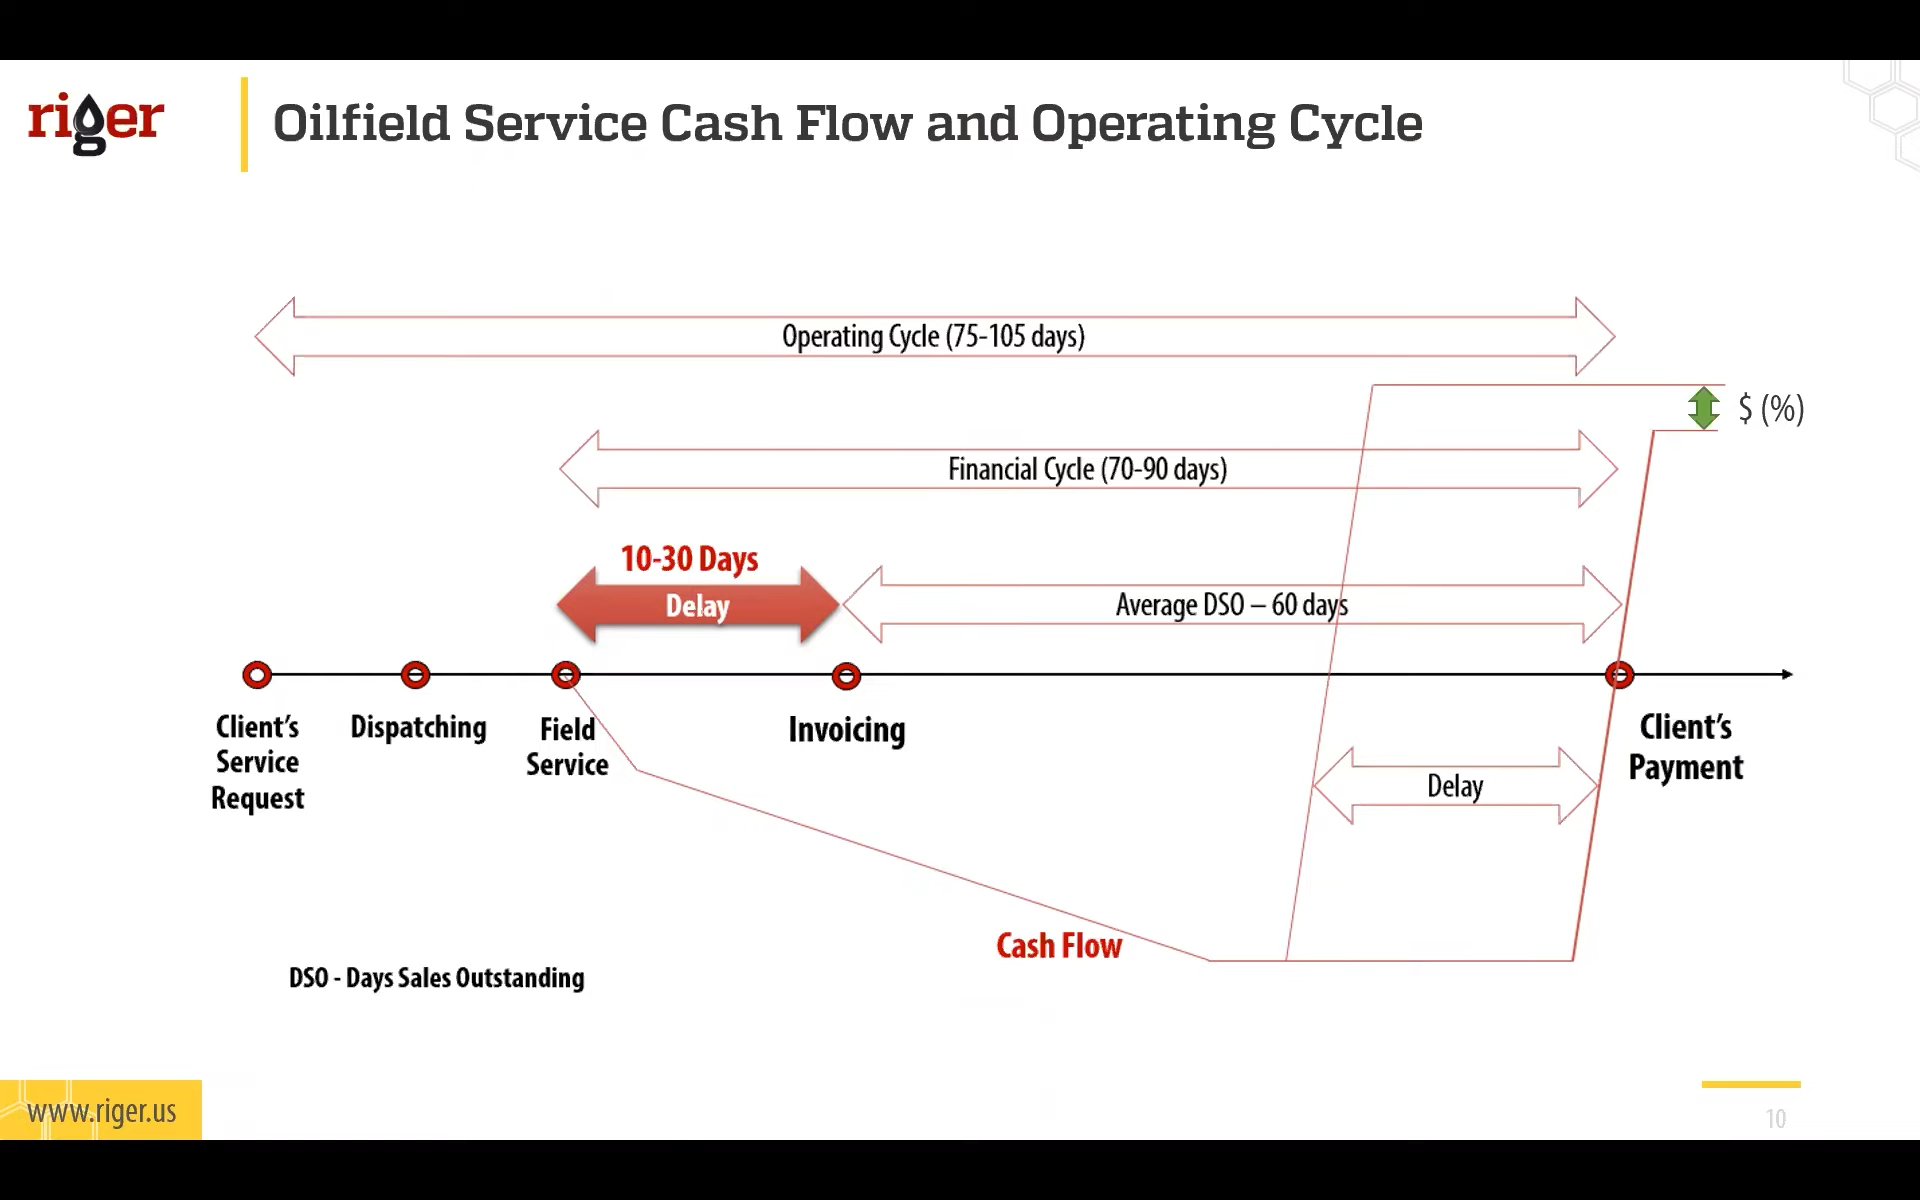 riger
Oilfield Service Cash Flow and Operating Cycle
Operating Cycle (75-105 days)
$ (%)
Financial Cycle (70-90 days)
10-30 Days
Delay
Average DSO – 60 days
Client’s
Service
Request
Dispatching
Field
Service
Invoicing
Client’s
Payment
Delay
Cash Flow
DSO - Days Sales Outstanding
www.riger.us
10